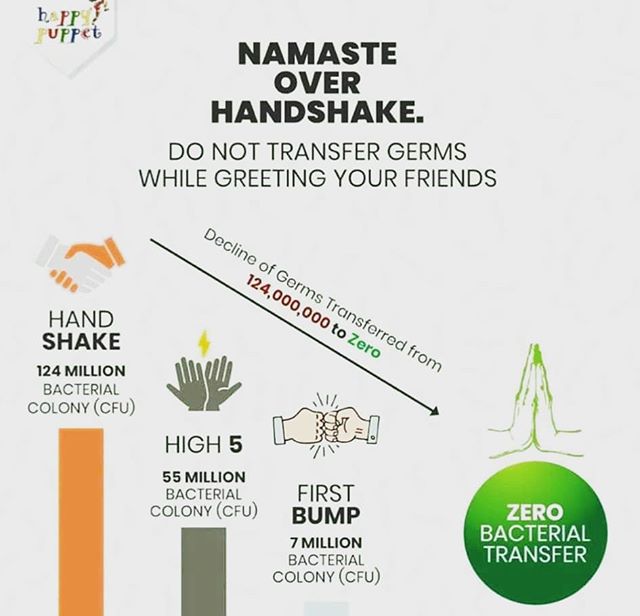 happy
puppet
NAMASTE
OVER
HANDSHAKE.
DO NOT TRANSFER GERMS
WHILE GREETING YOUR FRIENDS
Decline of Germs Transferred from
124,000,000 to Zero
HAND
SHAKE
124 MILLION
BACTERIAL
COLONY (CFU)
HIGH 5
55 MILLION
BACTERIAL
COLONY (CFU)
FIRST
BUMP
7 MILLION
BACTERIAL
COLONY (CFU)
ZERO
BACTERIAL
TRANSFER